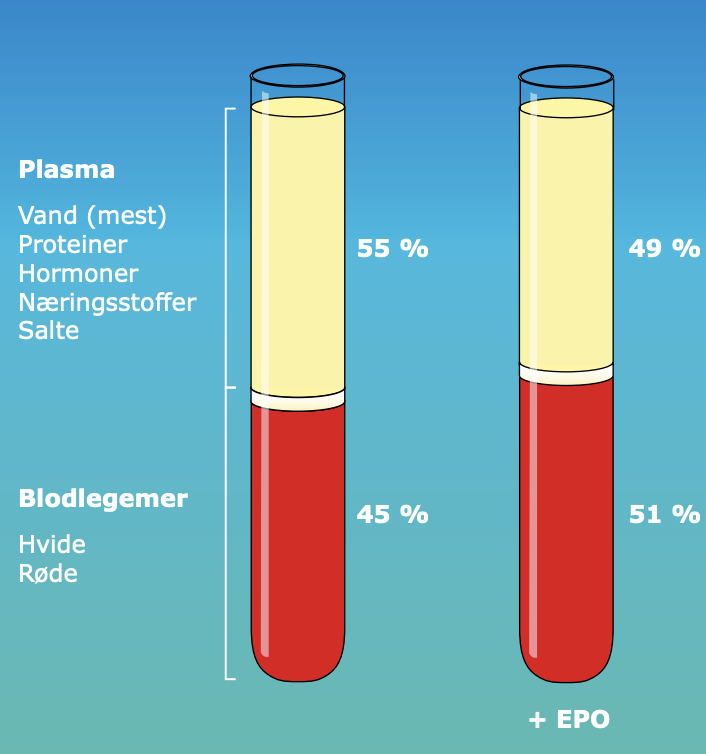 Plasma
Vand (mest)
Proteiner
Hormoner
Næringsstoffer
Salte
55 %
49 %
Blodlegemer
Hvide
Røde
45 %
51 %
+ EPO